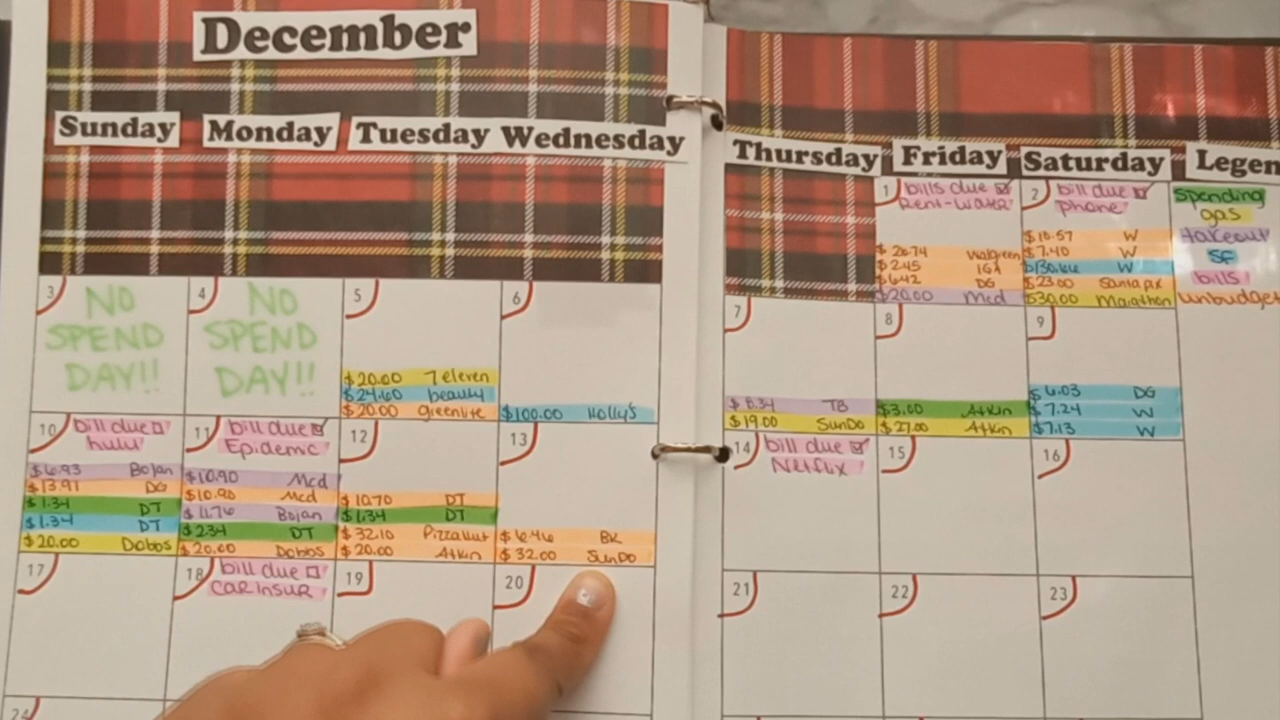 December
Sunday Monday Tuesday Wednesday Thursday Friday Saturday Legen
1 bills due
Rent-Water
$ 20.74 Walgreen
$ 2.45 IGA
$ 6.42 DG
$20.00 Mcd
2 bill due
phone
$10.57 W
$7.40 W
W
$23.00
$30.00 Marathon
spending
gas
takeout
SF
bills
unbudget
3 NO
SPEND
DAY!!
4 NO
SPEND
DAY!!
5
$20.00 7 eleven
$24.60 beauty
$20.00 greenlite
6
$100.00 Holly's
7
$ 8.34 TB
$19.00 SunDo
8
$3.00 Atkin
$27.00 Atkin
9
$ 6.03 DG
$ 7.24 W
$7.13 W
10 bill due
hulu
$6.93 Bojan
$13.91 DG
$1.34 DT
$1.34 DT
$20.00 Dobbs
11 bill due
Epidemic
$10.90 Mcd
$10.90 Mcd
$11.76 Bojan
$2.34 DT
$20.00 Dobbs
12
$ 10.70 DT
$1.34 DT
$ 32.10 PizzaHut
$ 20.00 Atkin
13
$ 6.46 BK
$ 32.00 SunDo
14 bill due
Netflix
15
16
17
18 bill due
car insur
19
20
21
22
23
24